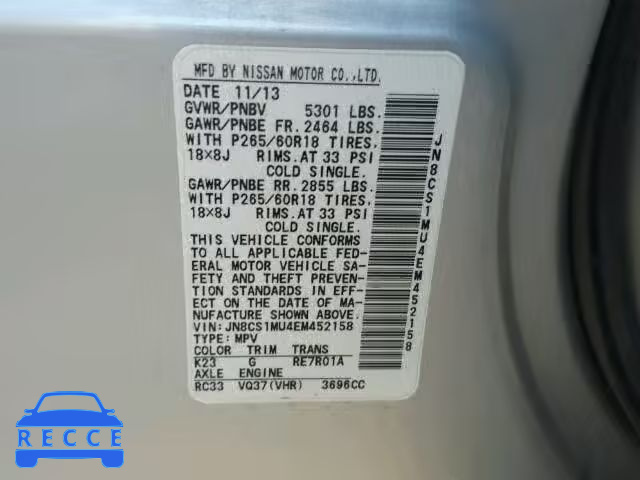 MFD BY NISSAN MOTOR CO.,LTD.
DATE 11/13
GVWR/PNBV 5301 LBS.
GAWR/PNBE FR. 2464 LBS.
WITH P265/60R18 TIRES,
18×8J RIMS.AT 33 PSI
COLD SINGLE.
GAWR/PNBE RR. 2855 LBS.
WITH P265/60R18 TIRES,
18×8J RIMS.AT 33 PSI
COLD SINGLE.
THIS VEHICLE CONFORMS
TO ALL APPLICABLE FED-
ERAL MOTOR VEHICLE SA-
FETY AND THEFT PREVEN-
TION STANDARDS IN EFF-
ECT ON THE DATE OF MA-
NUFACTURE SHOWN ABOVE.
VIN: JN8CS1MU4EM452158
TYPE: MPV
COLOR TRIM TRANS
K23 G RE7R01A
AXLE ENGINE
RC33 VQ37(VHR) 3696CC
JN8CS1MU4EM452158
RECCE